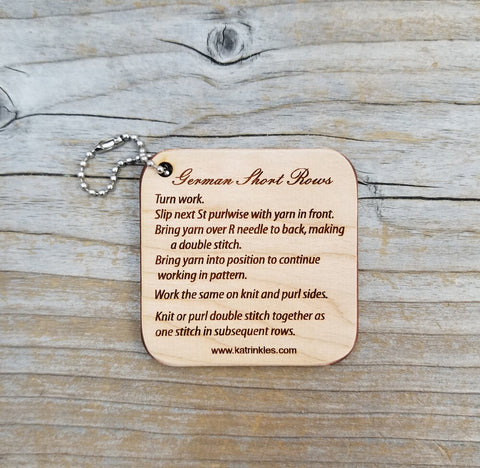 German Short Rows
Turn work.
Slip next St purlwise with yarn in front.
Bring yarn over R needle to back, making
a double stitch.
Bring yarn into position to continue
working in pattern.
Work the same on knit and purl sides.
Knit or purl double stitch together as
one stitch in subsequent rows.
www.katrinkles.com